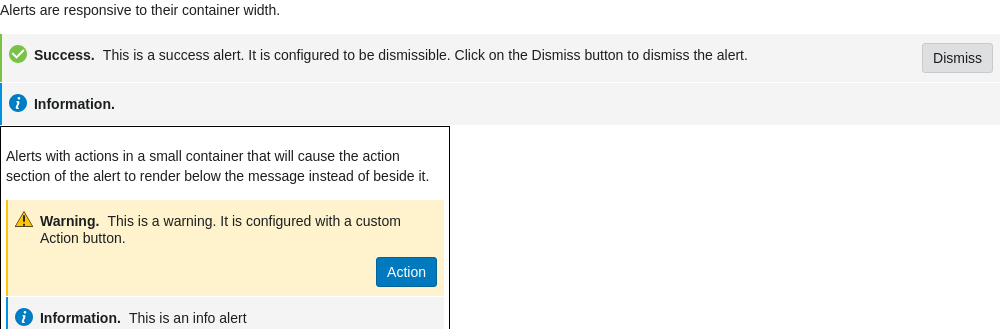 Alerts are responsive to their container width.
Success. This is a success alert. It is configured to be dismissible. Click on the Dismiss button to dismiss the alert.
Dismiss
Information.
Alerts with actions in a small container that will cause the action
section of the alert to render below the message instead of beside it.
Warning. This is a warning. It is configured with a custom
Action button.
Action
Information. This is an info alert